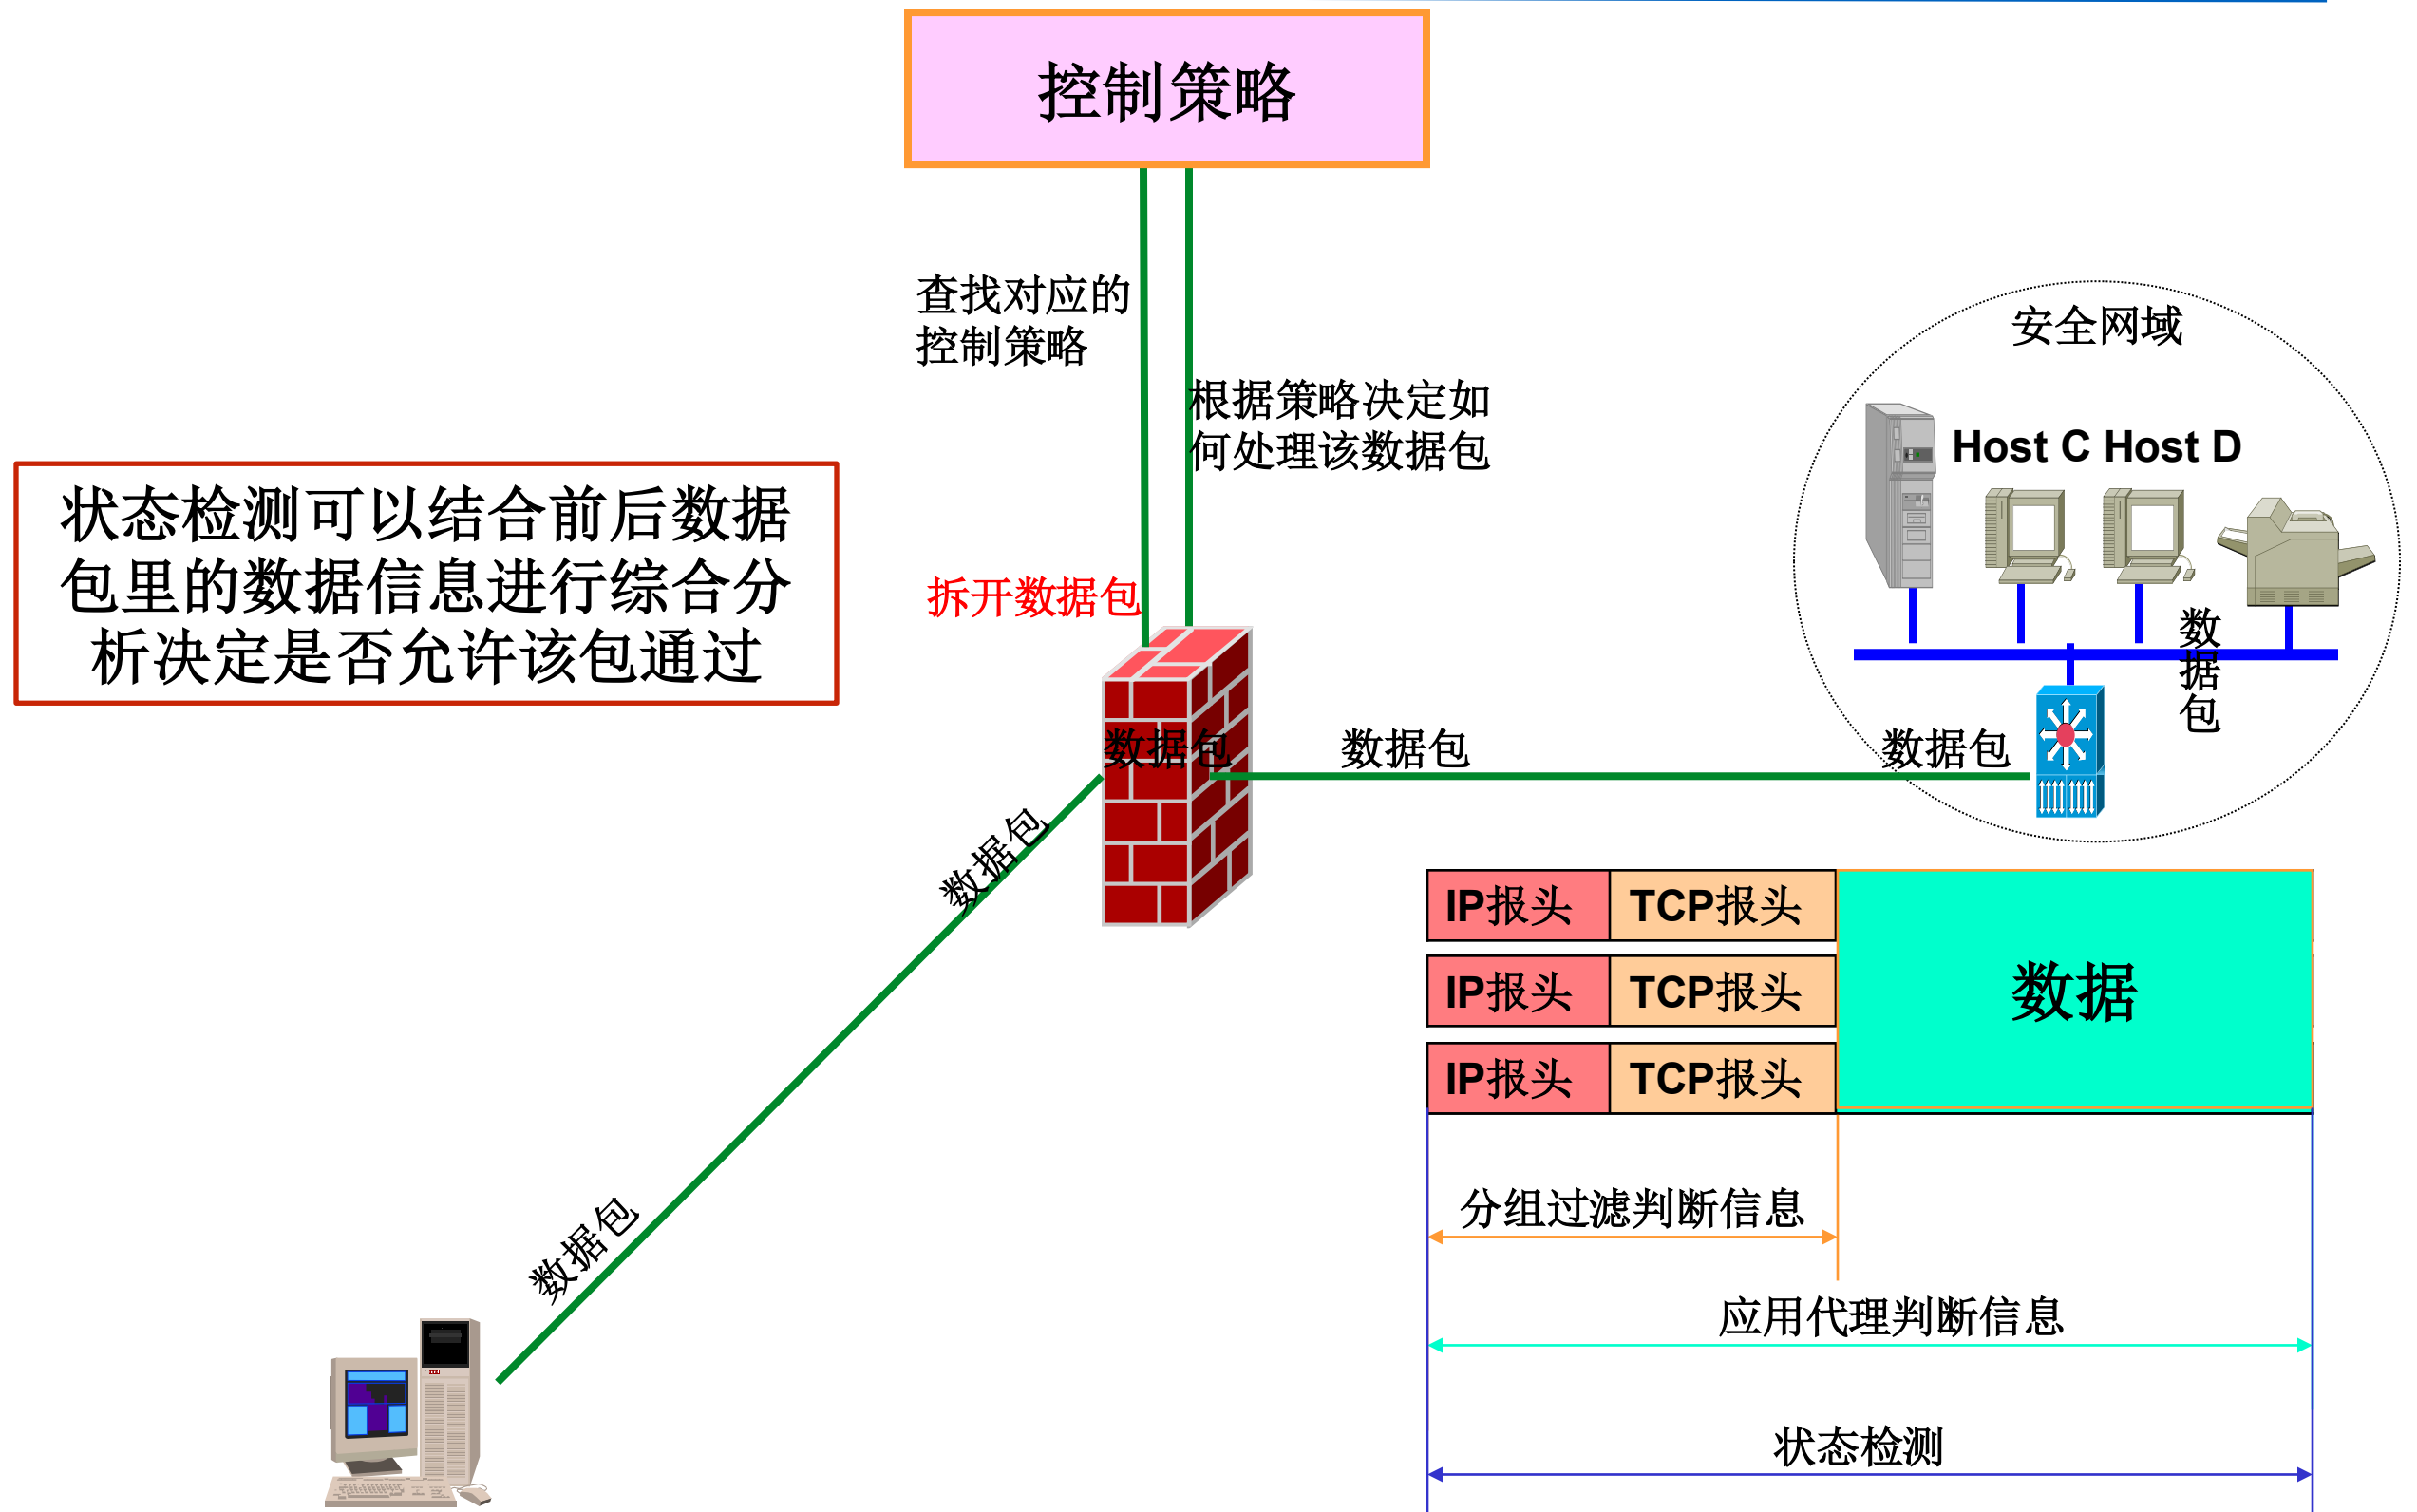 控制策略
查找对应的
控制策略
根据策略决定如
何处理该数据包
安全网域
Host C Host D
状态检测可以结合前后数据
包里的数据信息进行综合分
析决定是否允许该包通过
拆开数据包
数据包
数据包
数据包
数据包
数据包
数据包
IP报头 TCP报头
IP报头 TCP报头
IP报头 TCP报头
数据
分组过滤判断信息
应用代理判断信息
状态检测